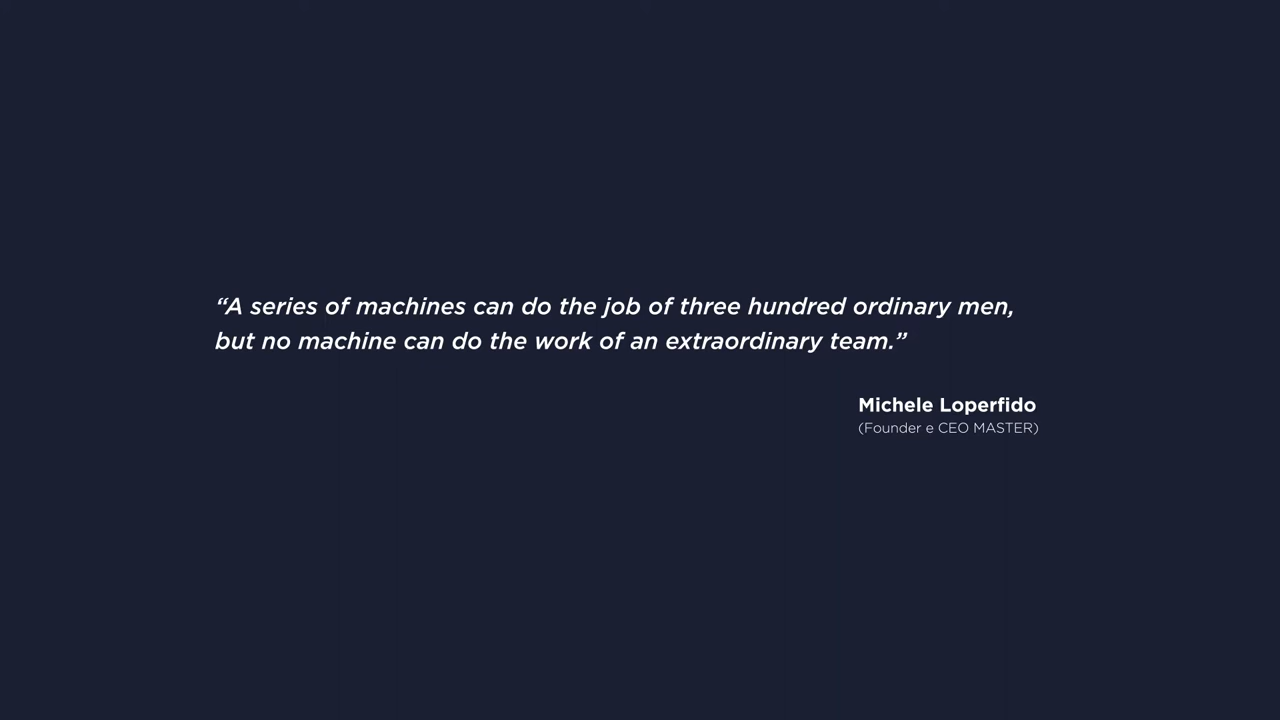 “A series of machines can do the job of three hundred ordinary men,
but no machine can do the work of an extraordinary team.”
Michele Loperfido
(Founder e CEO MASTER)